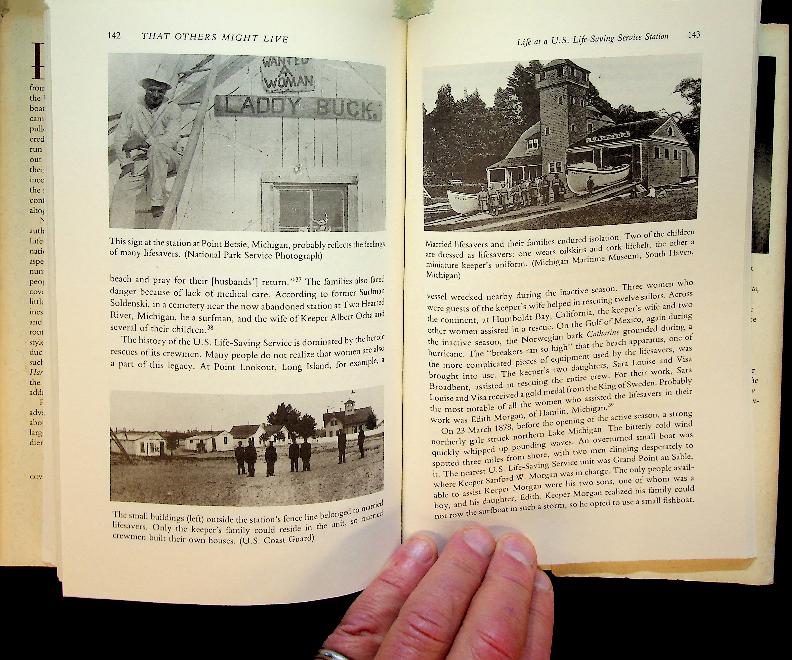 142 THAT OTHERS MIGHT LIVE
WANTED
A
WOMAN
LADDY BUCK.
This sign at the station at Point Betsie, Michigan, probably reflects the feelings
of many lifesavers. (National Park Service Photograph)
beach and pray for their [husbands'] return."37 The families also faced
danger because of lack of medical care. According to former Surfman
Soldenski, in a cemetery near the now abandoned station at Two Hearted
River, Michigan, lie a surfman, and the wife of Keeper Albert Ocha and
several of their children.38
The history of the U.S. Life-Saving Service is dominated by the heroic
rescues of its crewmen. Many people do not realize that women are also
a part of this legacy. At Point Lookout, Long Island, for example, a
The small buildings (left) outside the station's fence line belonged to married
lifesavers. Only the keeper's family could reside in the unit, so married
crewmen built their own houses. (U.S. Coast Guard)
Life at a U.S. Life-Saving Service Station 143
Married lifesavers and their families endured isolation. Two of the children
are dressed as lifesavers: one wears oilskins and cork lifebelt, the other a
miniature keeper's uniform. (Michigan Maritime Museum, South Haven,
Michigan)
vessel wrecked nearby during the inactive season. Three women who
were guests of the keeper's wife helped in rescuing twelve sailors. Across
the continent, at Humboldt Bay, California, the keeper's wife and two
other women assisted in a rescue. On the Gulf of Mexico, again during
the inactive season, the Norwegian bark Catharine grounded during a
hurricane. The "breakers ran so high" that the beach apparatus, one of
the more complicated pieces of equipment used by the lifesavers, was
brought into use. The keeper's two daughters, Sara Louise and Visa
Broadbent, assisted in rescuing the entire crew. For their work, Sara
Louise and Visa received a gold medal from the King of Sweden. Probably
the most notable of all the women who assisted the lifesavers in their
work was Edith Morgan, of Hamlin, Michigan.39
On 23 March 1878, before the opening of the active season, a strong
northerly gale struck northern Lake Michigan. The bitterly cold wind
quickly whipped up pounding waves. An overturned small boat was
spotted three miles from shore, with two men clinging desperately to
it. The nearest U.S. Life-Saving Service unit was Grand Point au Sable,
where Keeper Sanford W. Morgan was in charge. The only people avail-
able to assist Keeper Morgan were his two sons, one of whom was a
boy, and his daughter, Edith. Keeper Morgan realized his family could
not row the surfboat in such a storm, so he opted to use a small fishboat.